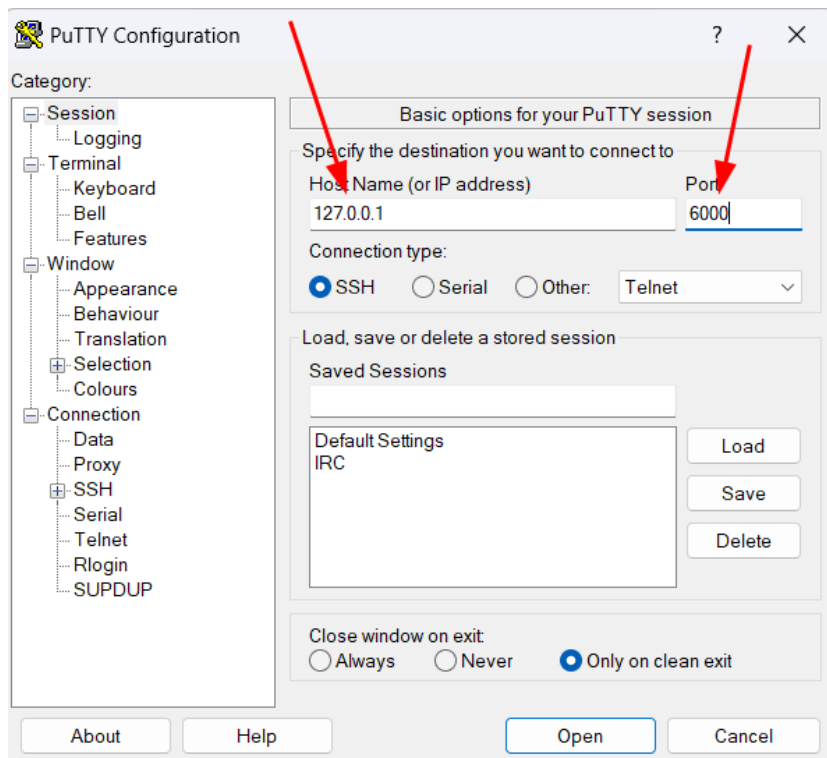 PuTTY Configuration
?
Category:
Session
Logging
Terminal
Keyboard
Bell
Features
Window
Appearance
Behaviour
Translation
Selection
Colours
Connection
Data
Proxy
SSH
Serial
Telnet
Rlogin
SUPDUP
Basic options for your PuTTY session
Specify the destination you want to connect to
Host Name (or IP address) Port
127.0.0.1 6000
Connection type:
SSH Serial Other: Telnet
Load, save or delete a stored session
Saved Sessions
Default Settings
IRC
Load
Save
Delete
Close window on exit:
Always Never Only on clean exit
About Help Open Cancel